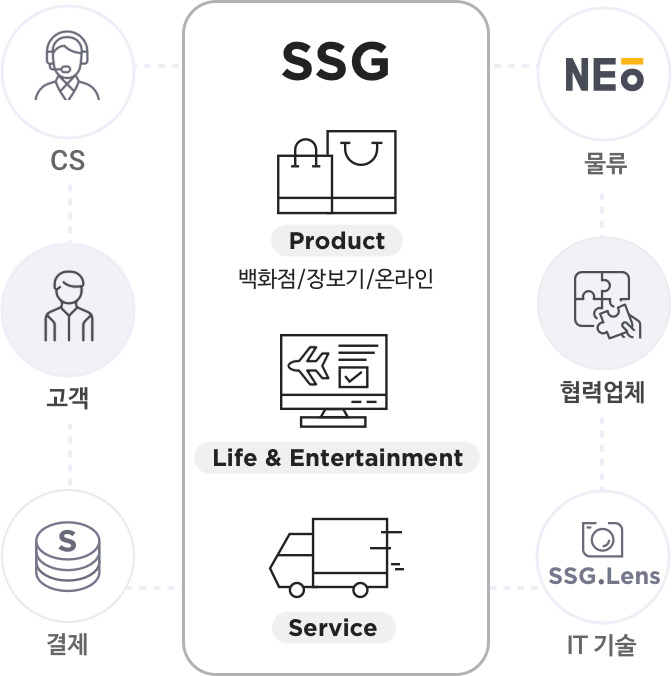 CS
고객
S
결제
SSG
Product
백화점/장보기/온라인
Life & Entertainment
Service
NEO
물류
협력업체
SSG.Lens
IT 기술